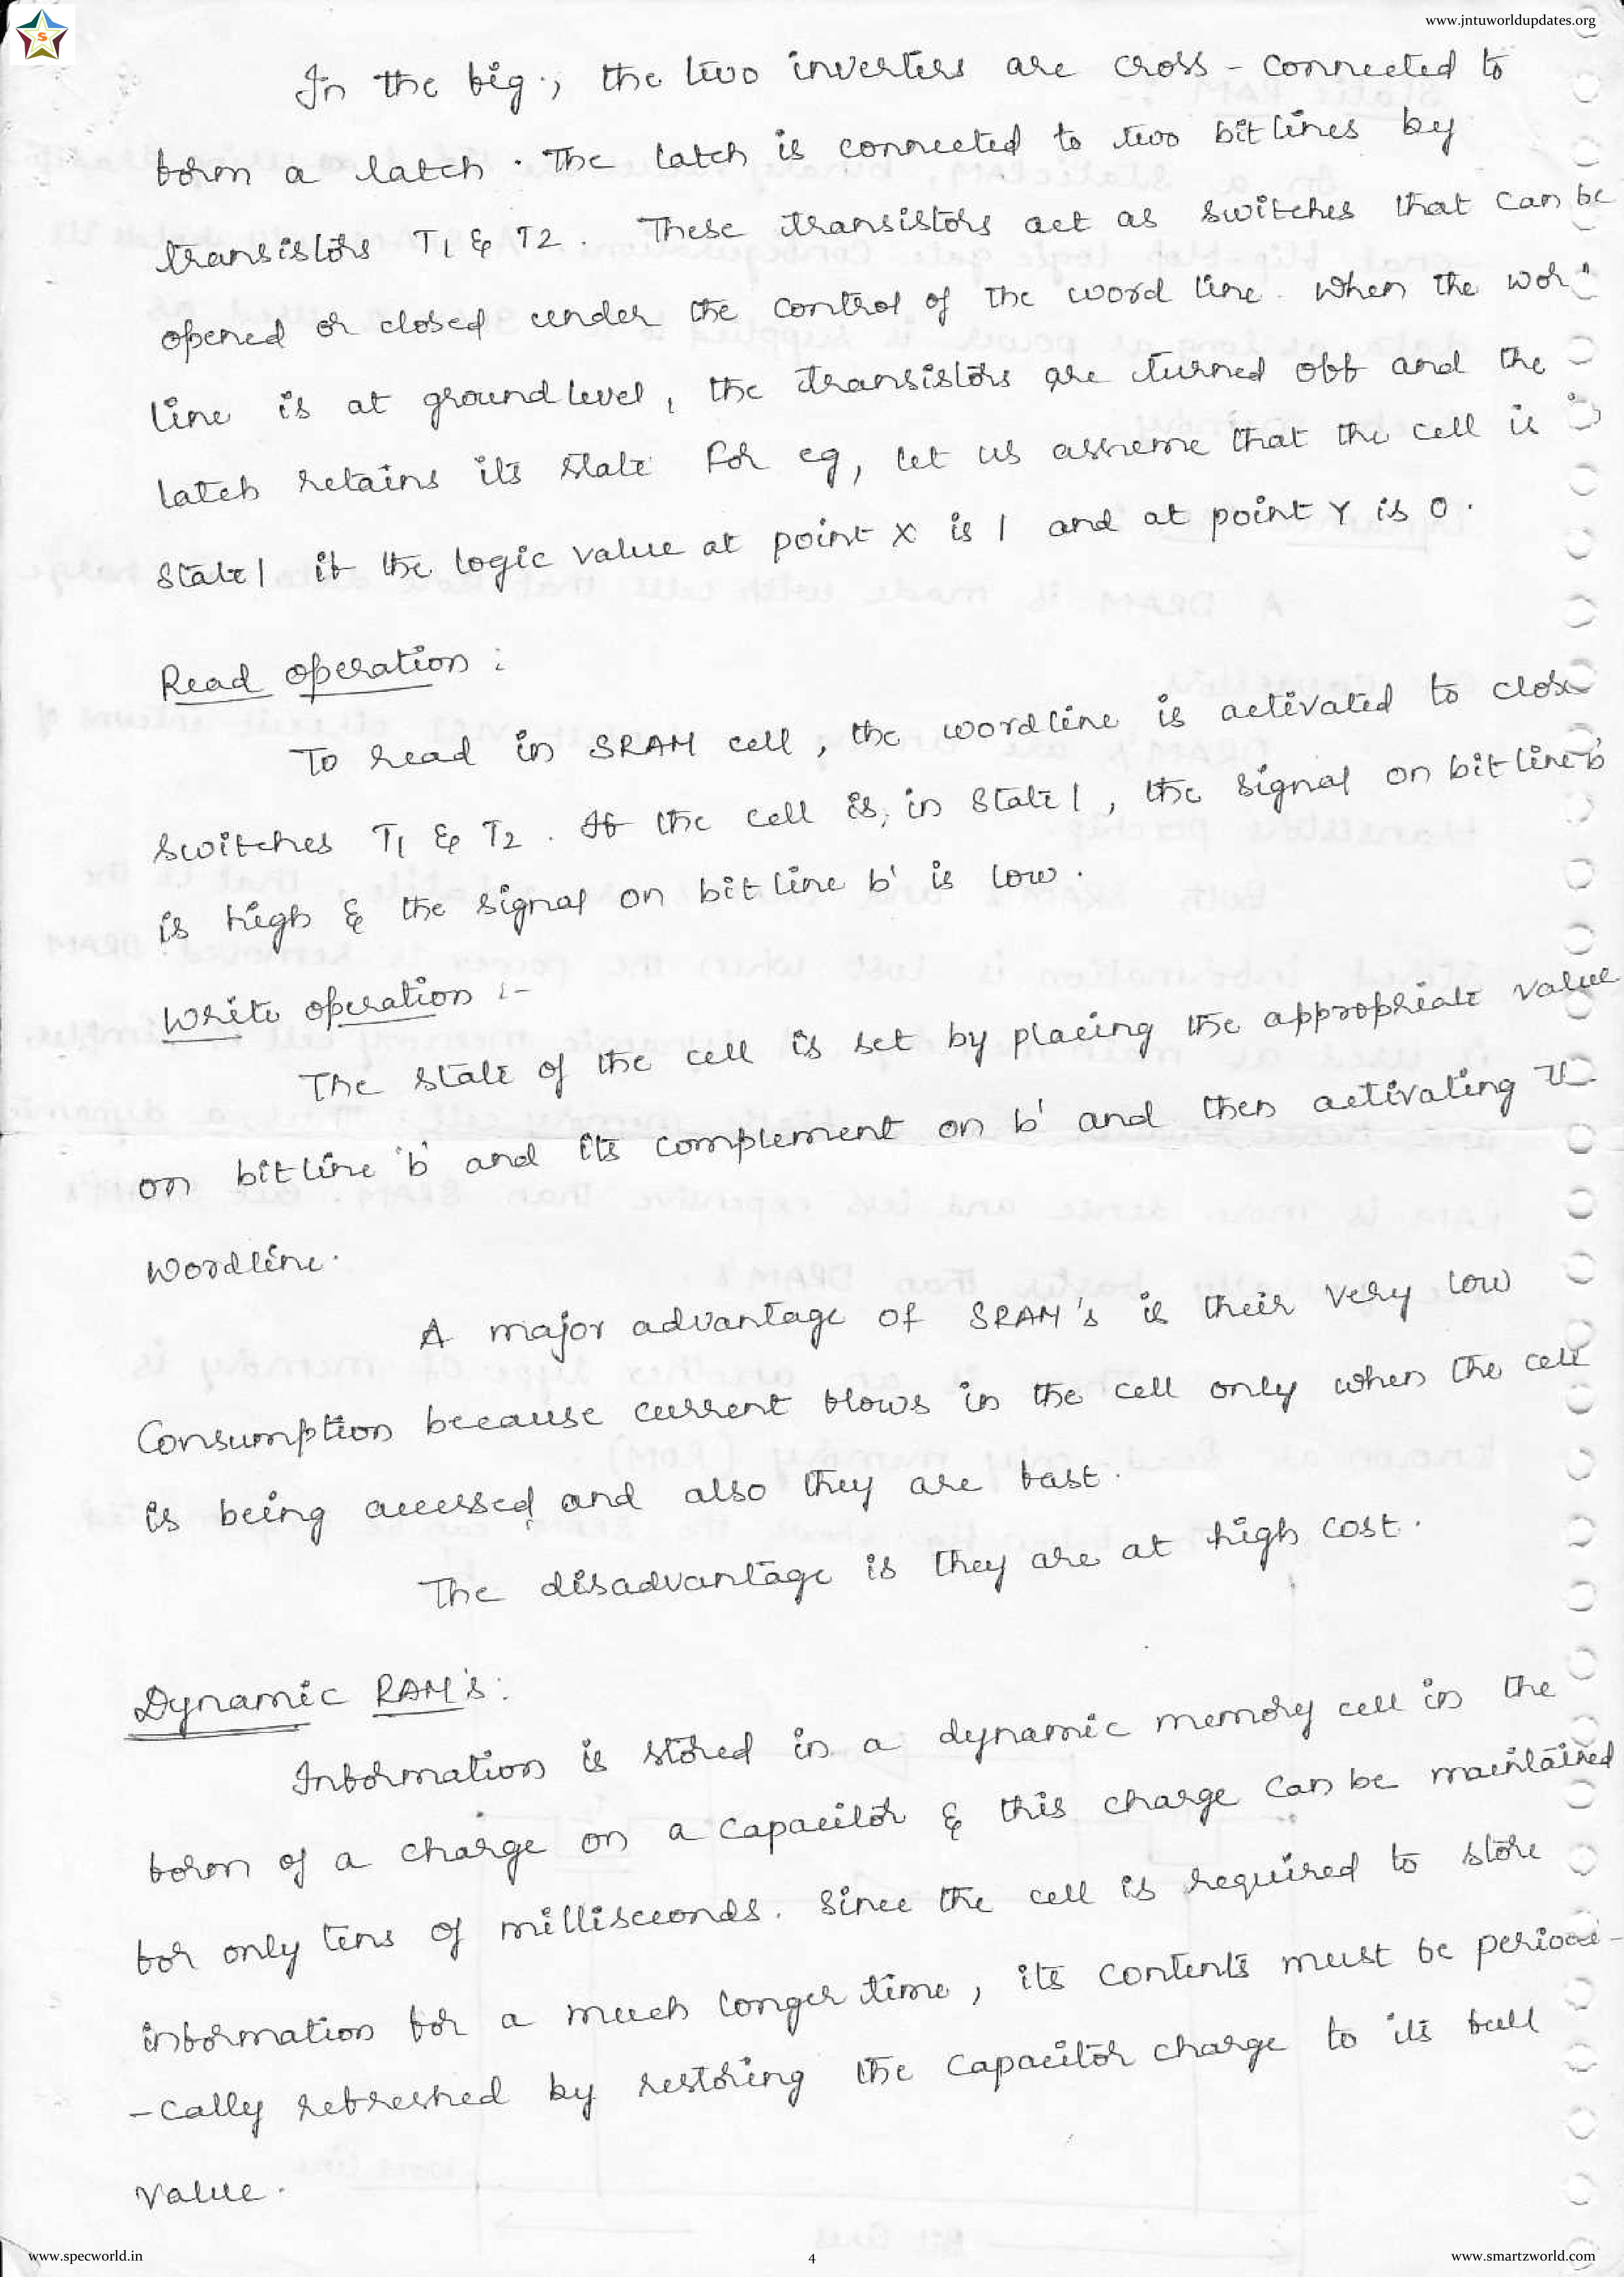 S
www.jntuworldupdates.org
In the fig., the two inverters are cross-connected to
form a latch. The latch is connected to two bitlines by
transistors T1 & T2. These transistors act as switches that can be
opened or closed under the control of the word line. When the word
line is at ground level, the transistors are turned off and the
latch retains its state. For eg, let us assume that the cell is in
state 1 if the logic value at point X is 1 and at point Y is 0.
Read operation:
To read in SRAM cell, the wordline is activated to close
switches T1 & T2. If the cell is, in state 1, the signal on bitline 'b'
is high & the signal on bitline b' is low.
Write operation :-
The state of the cell is set by placing the appropriate value
on bitline 'b' and its complement on b' and then activating the
wordline.
A major advantage of SRAM's is their very low
Consumption because current flows in the cell only when the cell
is being accessed, and also they are fast.
The disadvantage is they are at high cost.
Dynamic RAM's:
Information is stored in a dynamic memory cell in the
form of a charge on a capacitor & this charge can be maintained
for only tens of milliseconds. Since the cell is required to store
information for a much longer time, its contents must be periodi-
-cally refreshed by restoring the capacitor charge to its full
value.
www.specworld.in
4
www.smartzworld.com